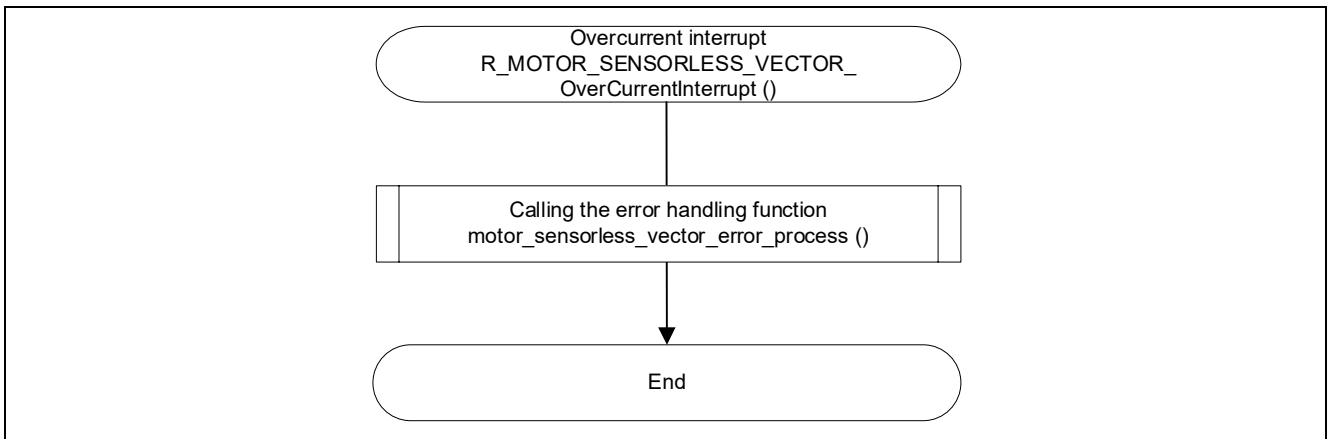 Overcurrent interrupt
R_MOTOR_SENSORLESS_VECTOR_
OverCurrentInterrupt ()
Calling the error handling function
motor_sensorless_vector_error_process ()
End